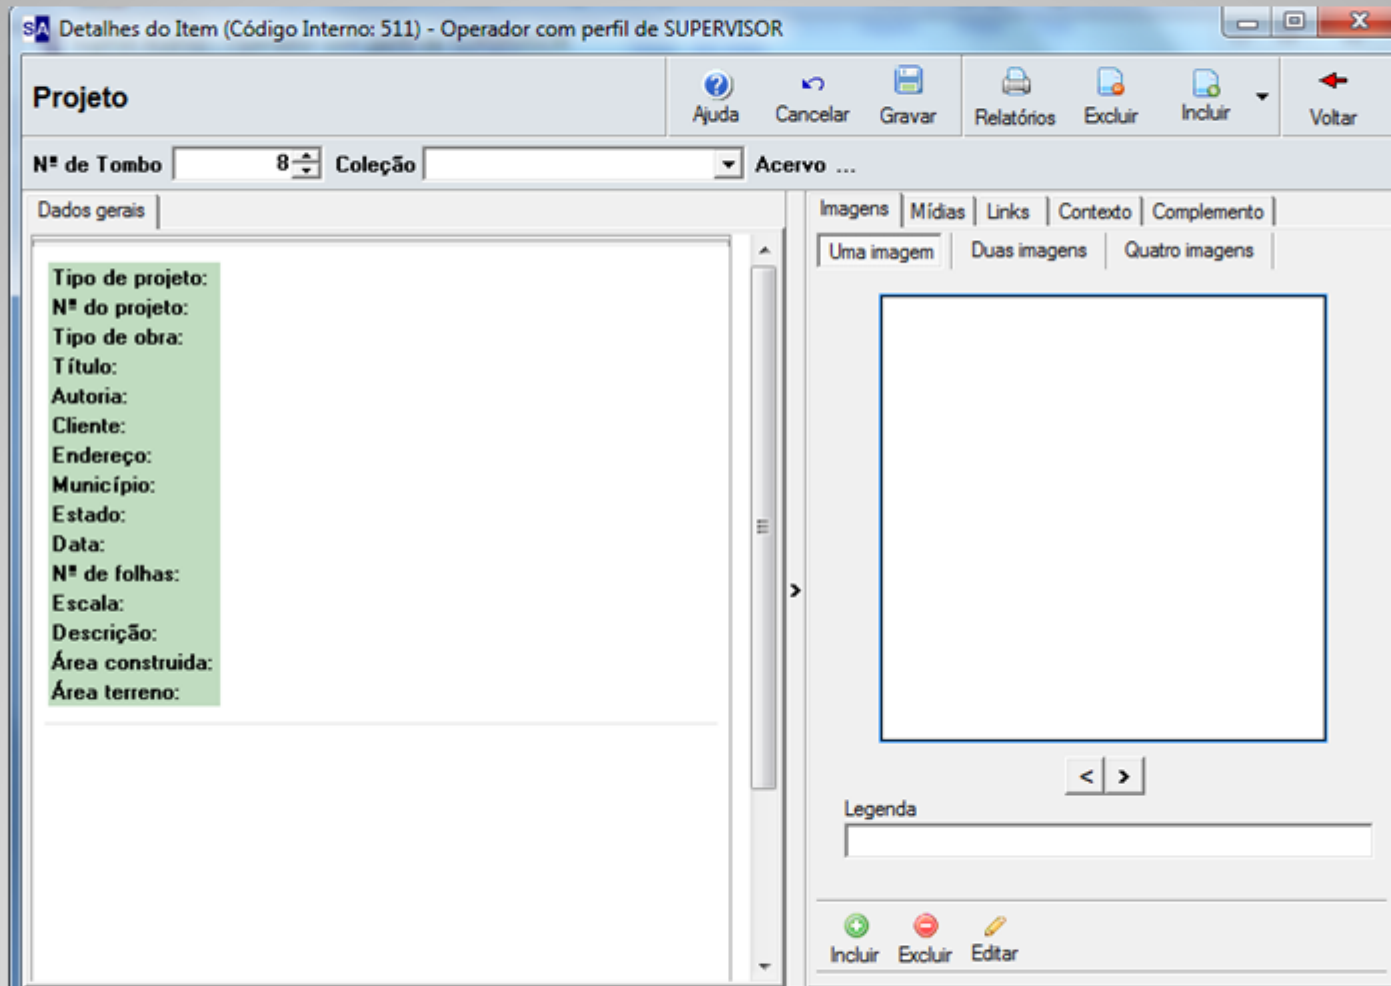 SA Detalhes do Item (Código Interno: 511) - Operador com perfil de SUPERVISOR
Projeto
Ajuda Cancelar Gravar Relatórios Excluir Incluir Voltar
Nº de Tombo 8 Coleção Acervo ...
Dados gerais
Tipo de projeto:
Nº do projeto:
Tipo de obra:
Título:
Autoria:
Cliente:
Endereço:
Município:
Estado:
Data:
Nº de folhas:
Escala:
Descrição:
Área construida:
Área terreno:
>
Imagens Mídias Links Contexto Complemento
Uma imagem Duas imagens Quatro imagens
< >
Legenda
Incluir Excluir Editar